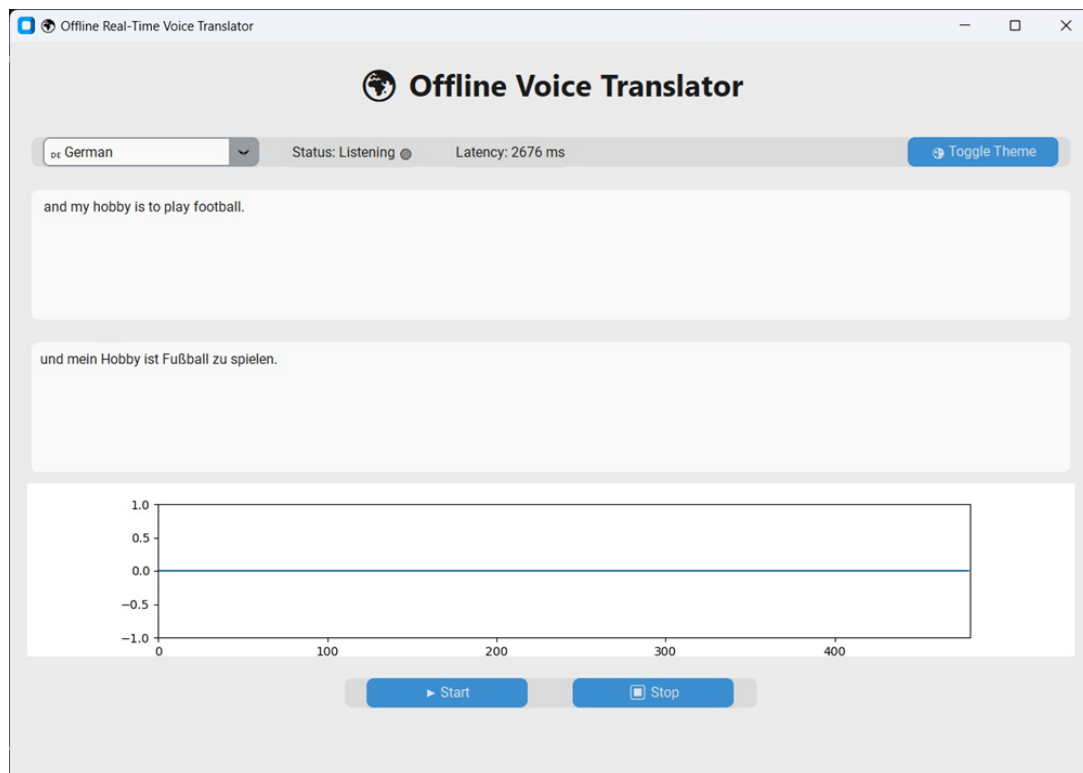 Offline Real-Time Voice Translator
Offline Voice Translator
DE German
Status: Listening
Latency: 2676 ms
Toggle Theme
and my hobby is to play football.
und mein Hobby ist Fußball zu spielen.
1.0
0.5
0.0
−0.5
−1.0
0 100 200 300 400
Start
Stop